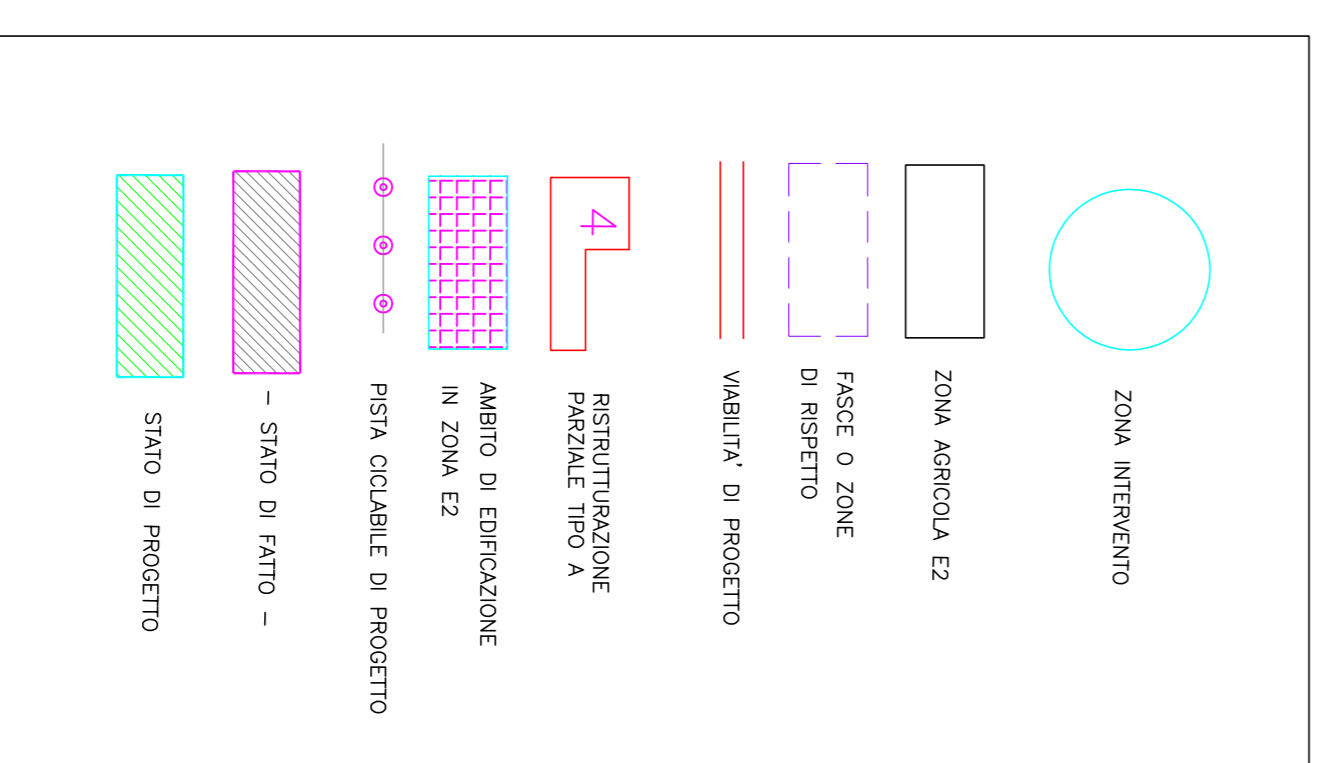 ZONA INTERVENTO
ZONA AGRICOLA E2
FASCE O ZONE
DI RISPETTO
VIABILITA' DI PROGETTO
4
RISTRUTTURAZIONE
PARZIALE TIPO A
AMBITO DI EDIFICAZIONE
IN ZONA E2
PISTA CICLABILE DI PROGETTO
- STATO DI FATTO -
STATO DI PROGETTO